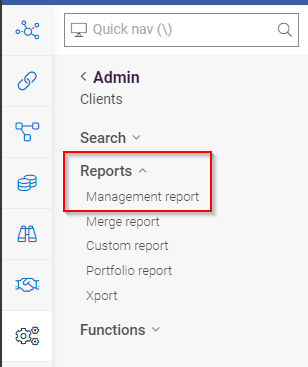 Quick nav (\)
Admin
Clients
Search
Reports
Management report
Merge report
Custom report
Portfolio report
Xport
Functions